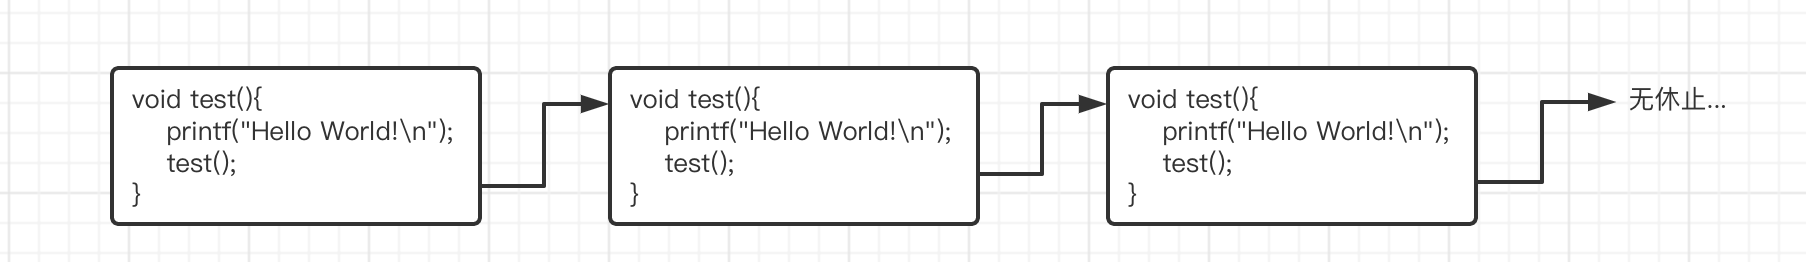 void test(){
printf("Hello World!\n");
test();
}
void test(){
printf("Hello World!\n");
test();
}
void test(){
printf("Hello World!\n");
test();
}
无休止...